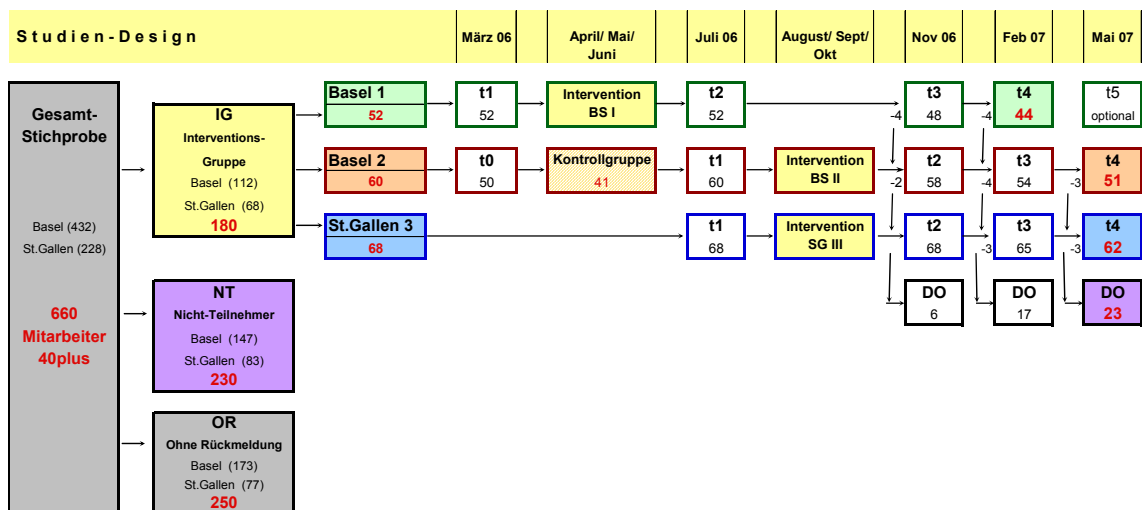 Studien-Design
März 06
April/ Mai/
Juni
Juli 06
August/ Sept/
Okt
Nov 06
Feb 07
Mai 07
Gesamt-
Stichprobe
Basel (432)
St.Gallen (228)
660
Mitarbeiter
40plus
IG
Interventions-
Gruppe
Basel (112)
St.Gallen (68)
180
NT
Nicht-Teilnehmer
Basel (147)
St.Gallen (83)
230
OR
Ohne Rückmeldung
Basel (173)
St.Gallen (77)
250
Basel 1
52
t1
52
Intervention
BS I
t2
52
-4
t3
48
-4
t4
44
t5
optional
Basel 2
60
t0
50
Kontrollgruppe
41
t1
60
Intervention
BS II
-2
t2
58
-4
t3
54
-3
t4
51
St.Gallen 3
68
t1
68
Intervention
SG III
t2
68
-3
t3
65
-3
t4
62
DO
6
DO
17
DO
23